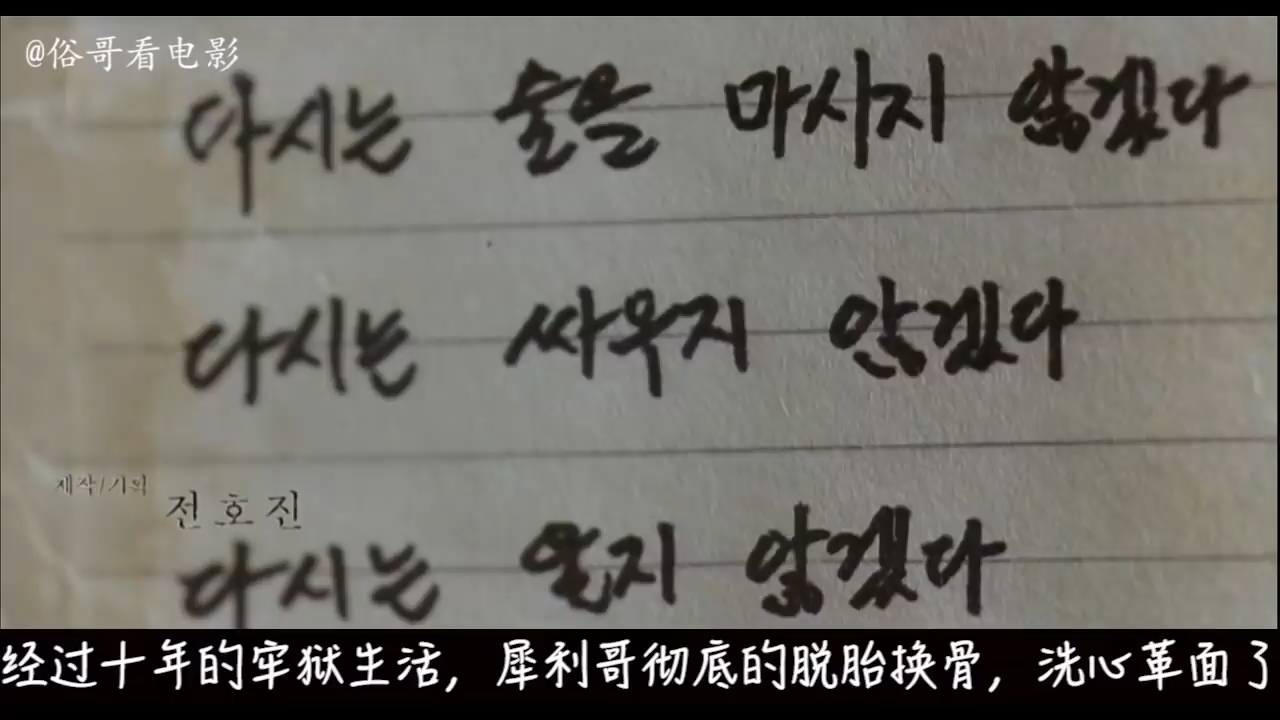 @俗哥看电影
다시는 술을 마시지 않겠다
다시는 싸우지 않겠다
제작/기획
전호진
다시는 울지 않겠다
经过十年的牢狱生活，犀利哥彻底的脱胎换骨，洗心革面了